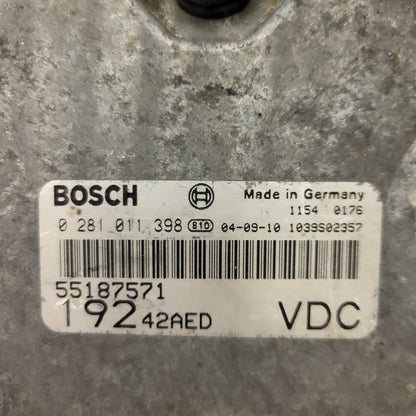 BOSCH Made in Germany
1154 0176
0 281 011 398 810 04-09-10 1039S02357
55187571
192 42AED VDC